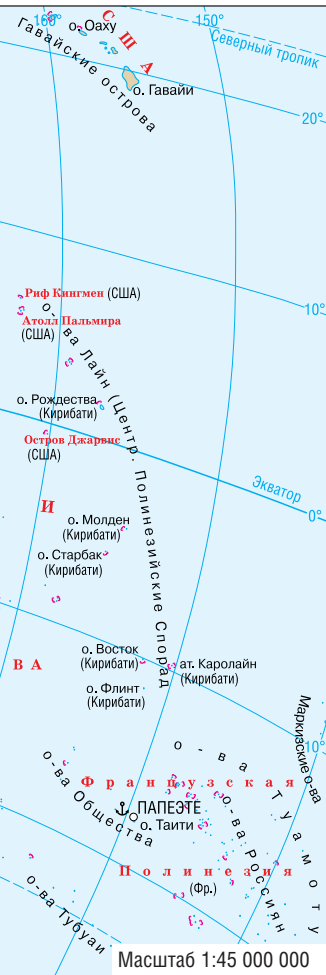 160°
150°
о. Оаху
США
Северный тропик
Гавайские острова
о. Гавайи
20°
Риф Кингмен (США)
10°
Атолл Пальмира
(США)
о-ва Лайн (Центр. Полинезийские Спорад
о. Рождества
(Кирибати)
Остров Джарвис
(США)
Экватор
0°
И
о. Молден
(Кирибати)
о. Старбак
(Кирибати)
ВА
о. Восток
(Кирибати)
ат. Каролайн
(Кирибати)
о. Флинт
(Кирибати)
Маркизские о-ва
10°
о-ва Туамоту
Французская
о-ва Общества
ПАПЕЭТЕ
о. Таити
о-ва Россиян
Полинезия
(Фр.)
о-ва Тубуаи
Масштаб 1:45 000 000